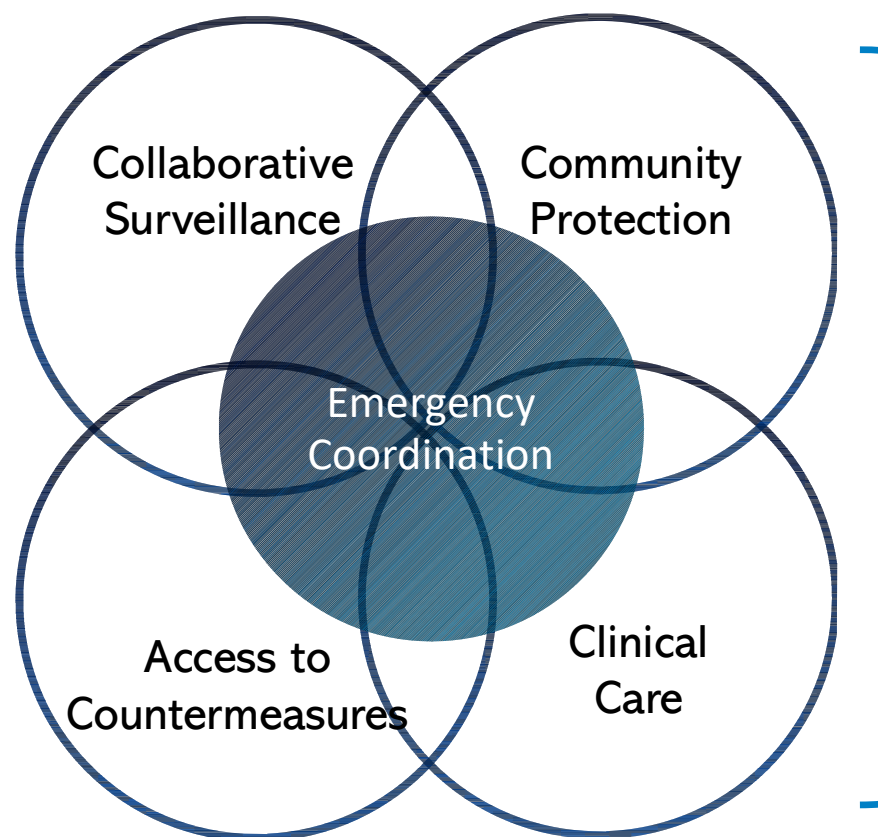 Collaborative
Surveillance
Community
Protection
Emergency
Coordination
Access to
Countermeasures
Clinical
Care